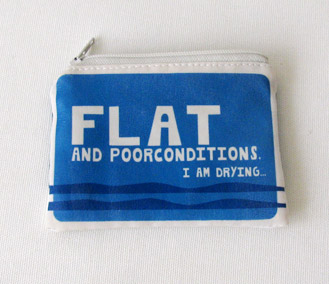 FLAT
AND POORCONDITIONS.
I AM DRYING...